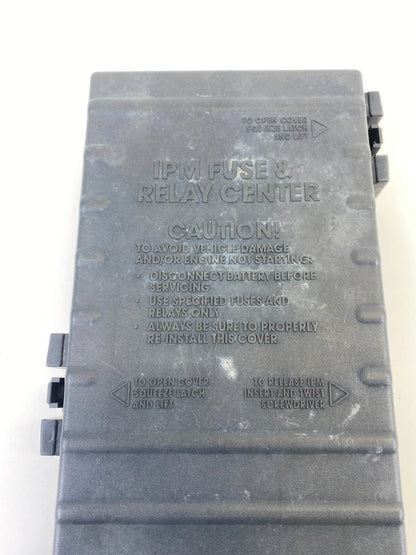 TO OPEN COVER
SQUEEZE LATCH
AND LIFT
IPM FUSE &
RELAY CENTER
CAUTION!
TO AVOID VEHICLE DAMAGE
AND/OR ENGINE NOT STARTING:
• DISCONNECT BATTERY BEFORE
SERVICING
• USE SPECIFIED FUSES AND
RELAYS ONLY
• ALWAYS BE SURE TO PROPERLY
RE-INSTALL THIS COVER
TO OPEN COVER
SQUEEZE LATCH
AND LIFT
TO RELEASE IPM
INSERT AND TWIST
SCREWDRIVER